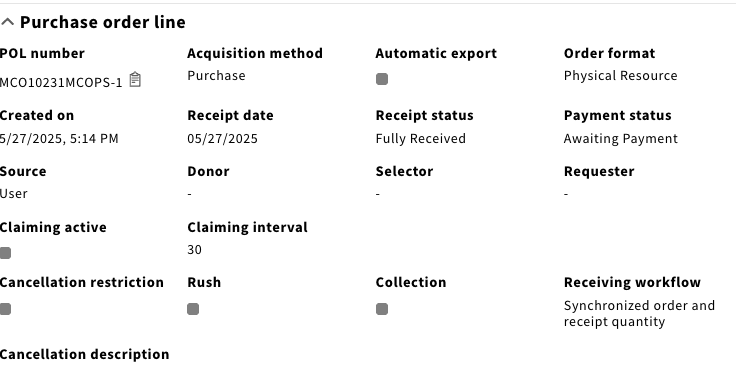 Purchase order line
POL number Acquisition method Automatic export Order format
MCO10231MCOPS-1 Purchase Physical Resource
Created on Receipt date Receipt status Payment status
5/27/2025, 5:14 PM 05/27/2025 Fully Received Awaiting Payment
Source Donor Selector Requester
User - - -
Claiming active Claiming interval
30
Cancellation restriction Rush Collection Receiving workflow
Synchronized order and
receipt quantity
Cancellation description